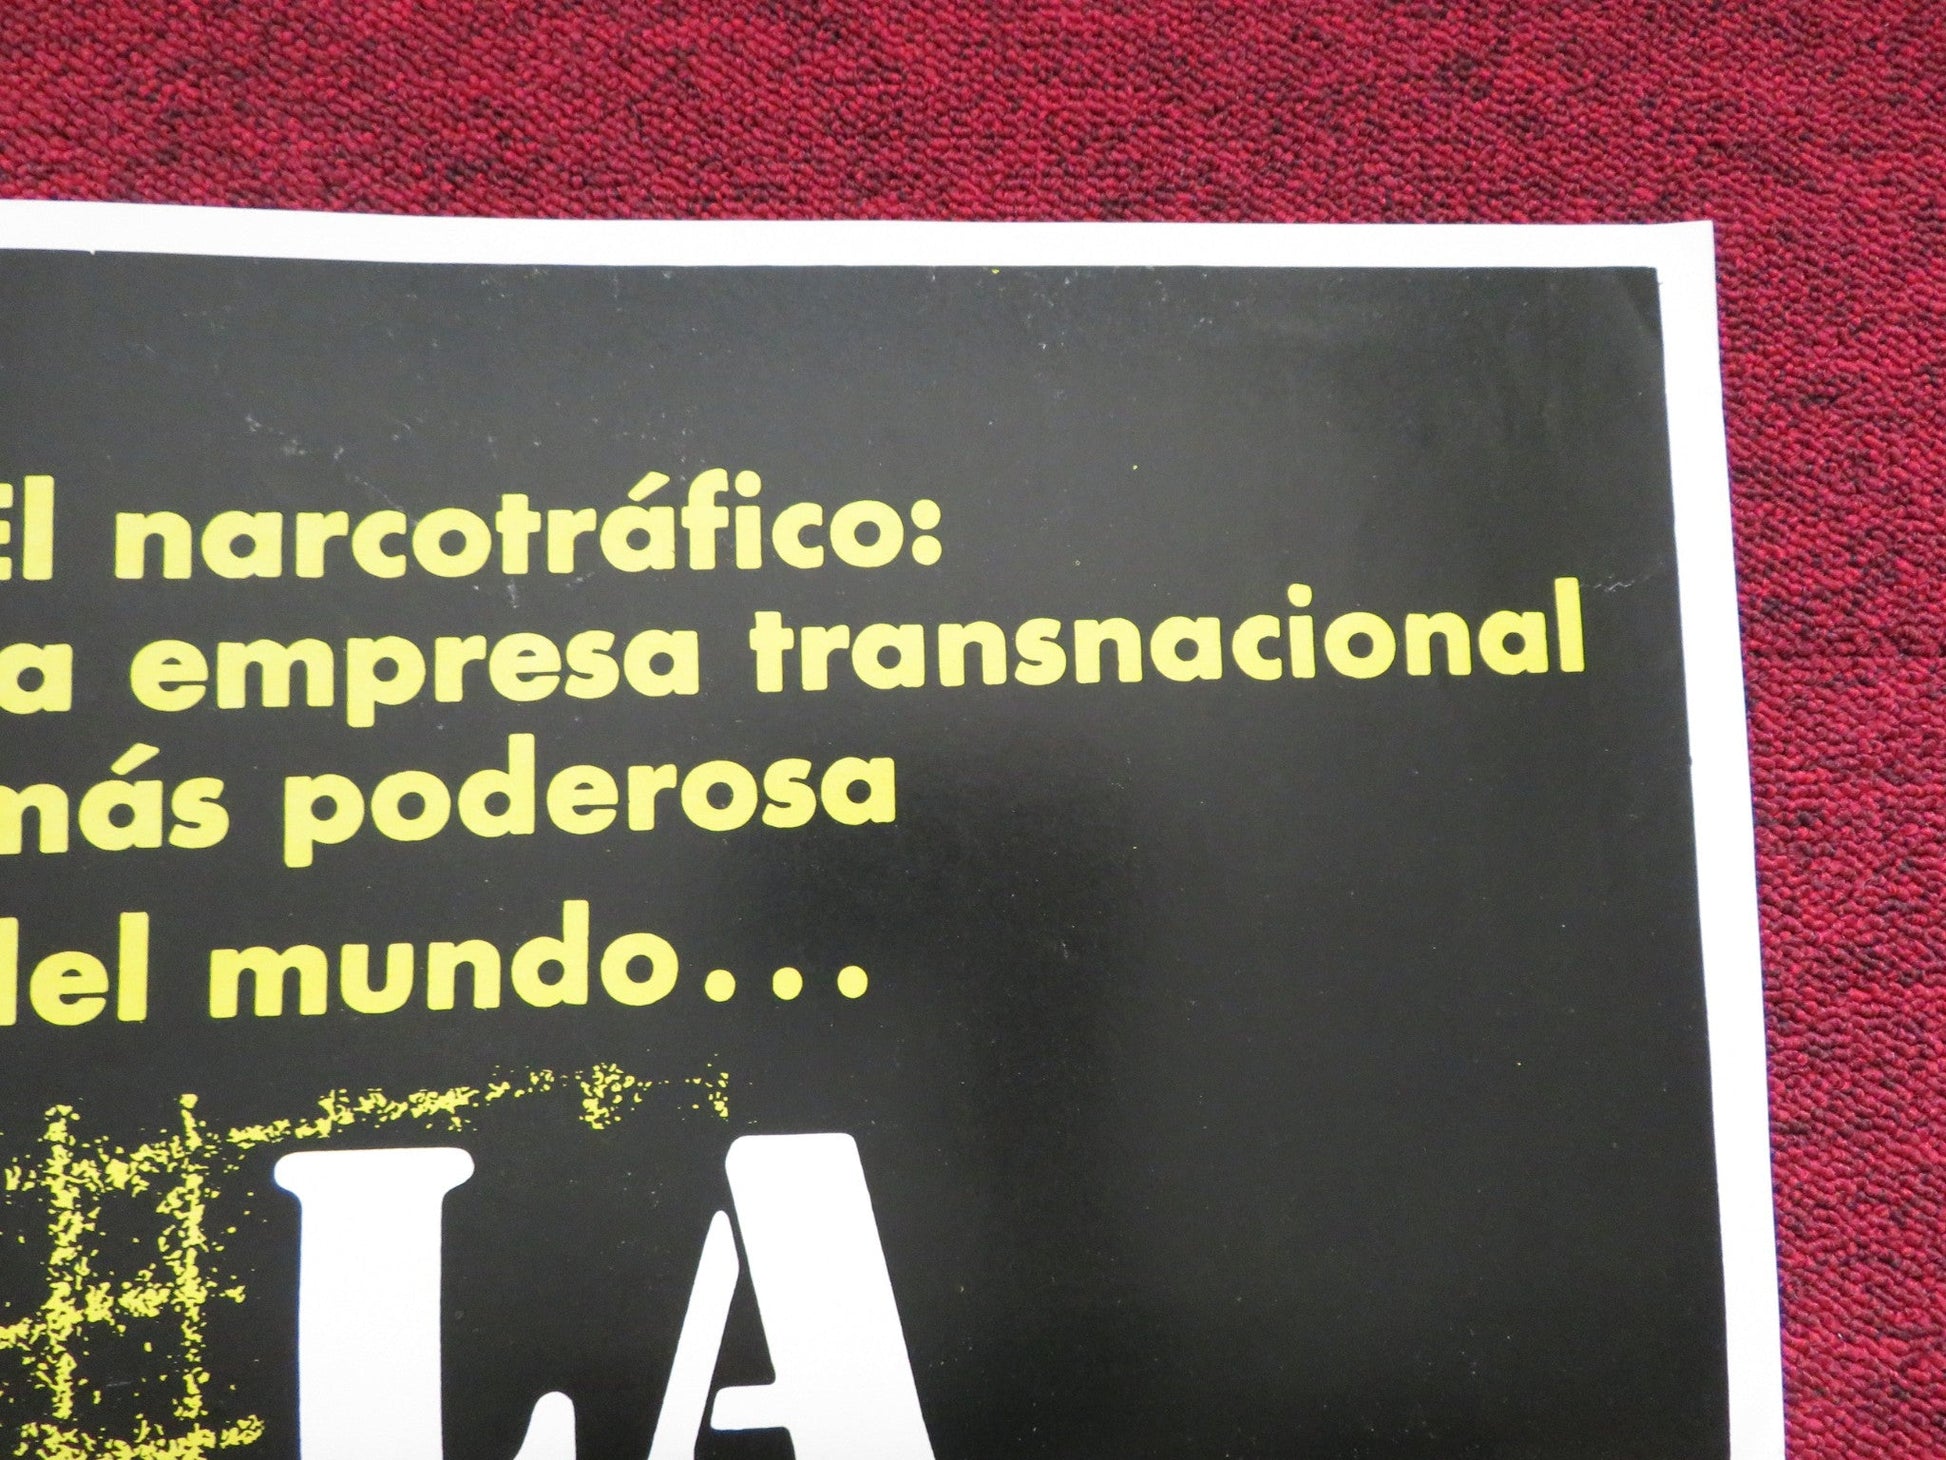 El narcotráfico:
a empresa transnacional
más poderosa
del mundo...
LA